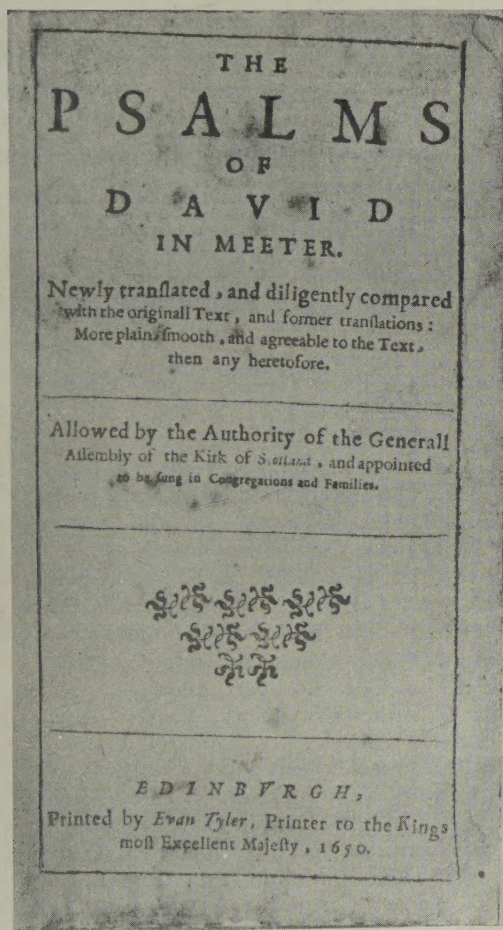 THE
PSALMS
OF
DAVID
IN MEETER.
Newly tranſlated, and diligently compared
with the originall Text, and former tranſlations:
More plain, ſmooth, and agreeable to the Text,
then any heretofore.
Allowed by the Authority of the Generall
Aſſembly of the Kirk of Scotland, and appointed
to be ſung in Congregations and Families.
EDINBVRGH,
Printed by Evan Tyler, Printer to the Kings
moſt Excellent Majeſty, 1650.